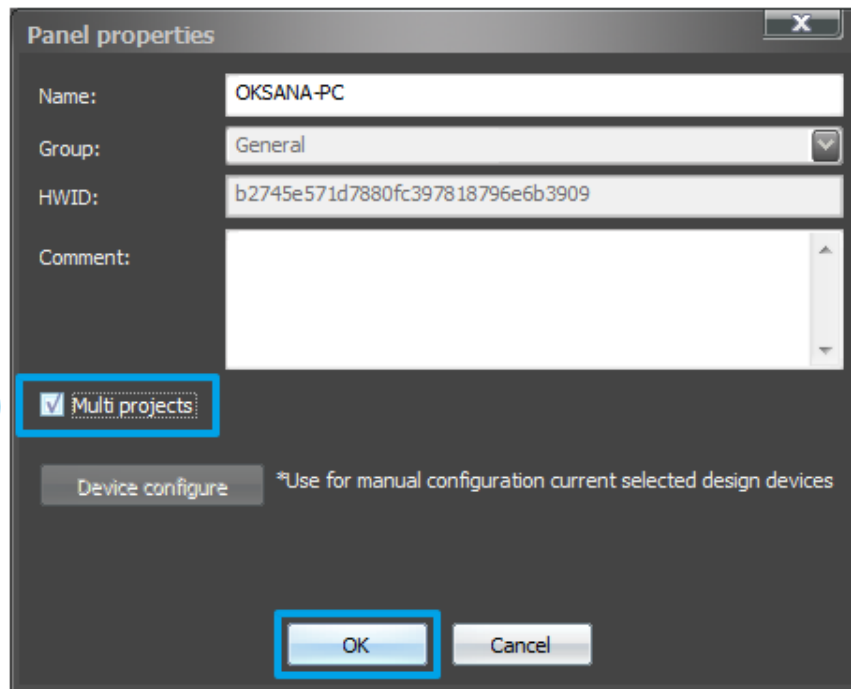 Panel properties
Name: OKSANA-PC
Group: General
HWID: b2745e571d7880fc397818796e6b3909
Comment:
Multi projects
Device configure *Use for manual configuration current selected design devices
OK Cancel